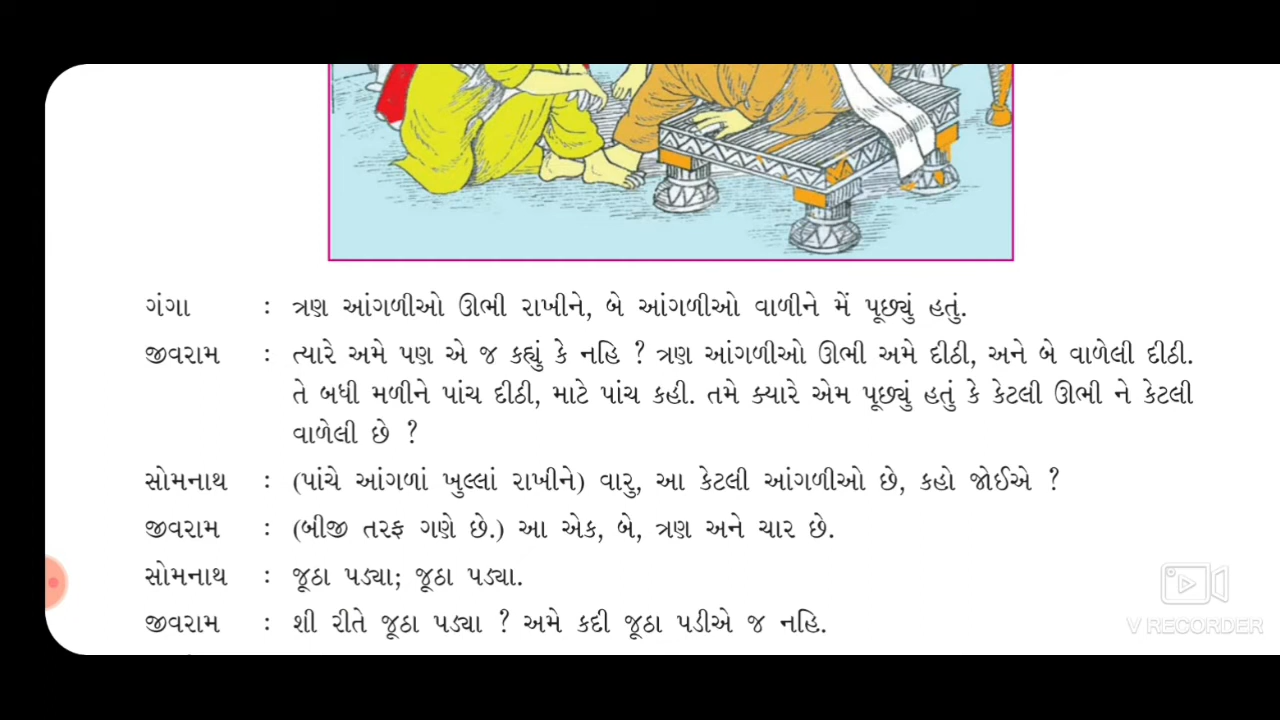 ગંગા : ત્રણ આંગળીઓ ઊભી રાખીને, બે આંગળીઓ વાળીને મેં પૂછ્યું હતું.
જીવરામ : ત્યારે અમે પણ એ જ કહ્યું કે નહિ ? ત્રણ આંગળીઓ ઊભી અમે દીઠી, અને બે વાળેલી દીઠી.
તે બધી મળીને પાંચ દીઠી, માટે પાંચ કહી. તમે ક્યારે એમ પૂછ્યું હતું કે કેટલી ઊભી ને કેટલી
વાળેલી છે ?
સોમનાથ : (પાંચે આંગળાં ખુલ્લાં રાખીને) વારુ, આ કેટલી આંગળીઓ છે, કહો જોઈએ ?
જીવરામ : (બીજી તરફ ગણે છે.) આ એક, બે, ત્રણ અને ચાર છે.
સોમનાથ : જૂઠા પડ્યા; જૂઠા પડ્યા.
જીવરામ : શી રીતે જૂઠા પડ્યા ? અમે કદી જૂઠા પડીએ જ નહિ.
V RECORDER